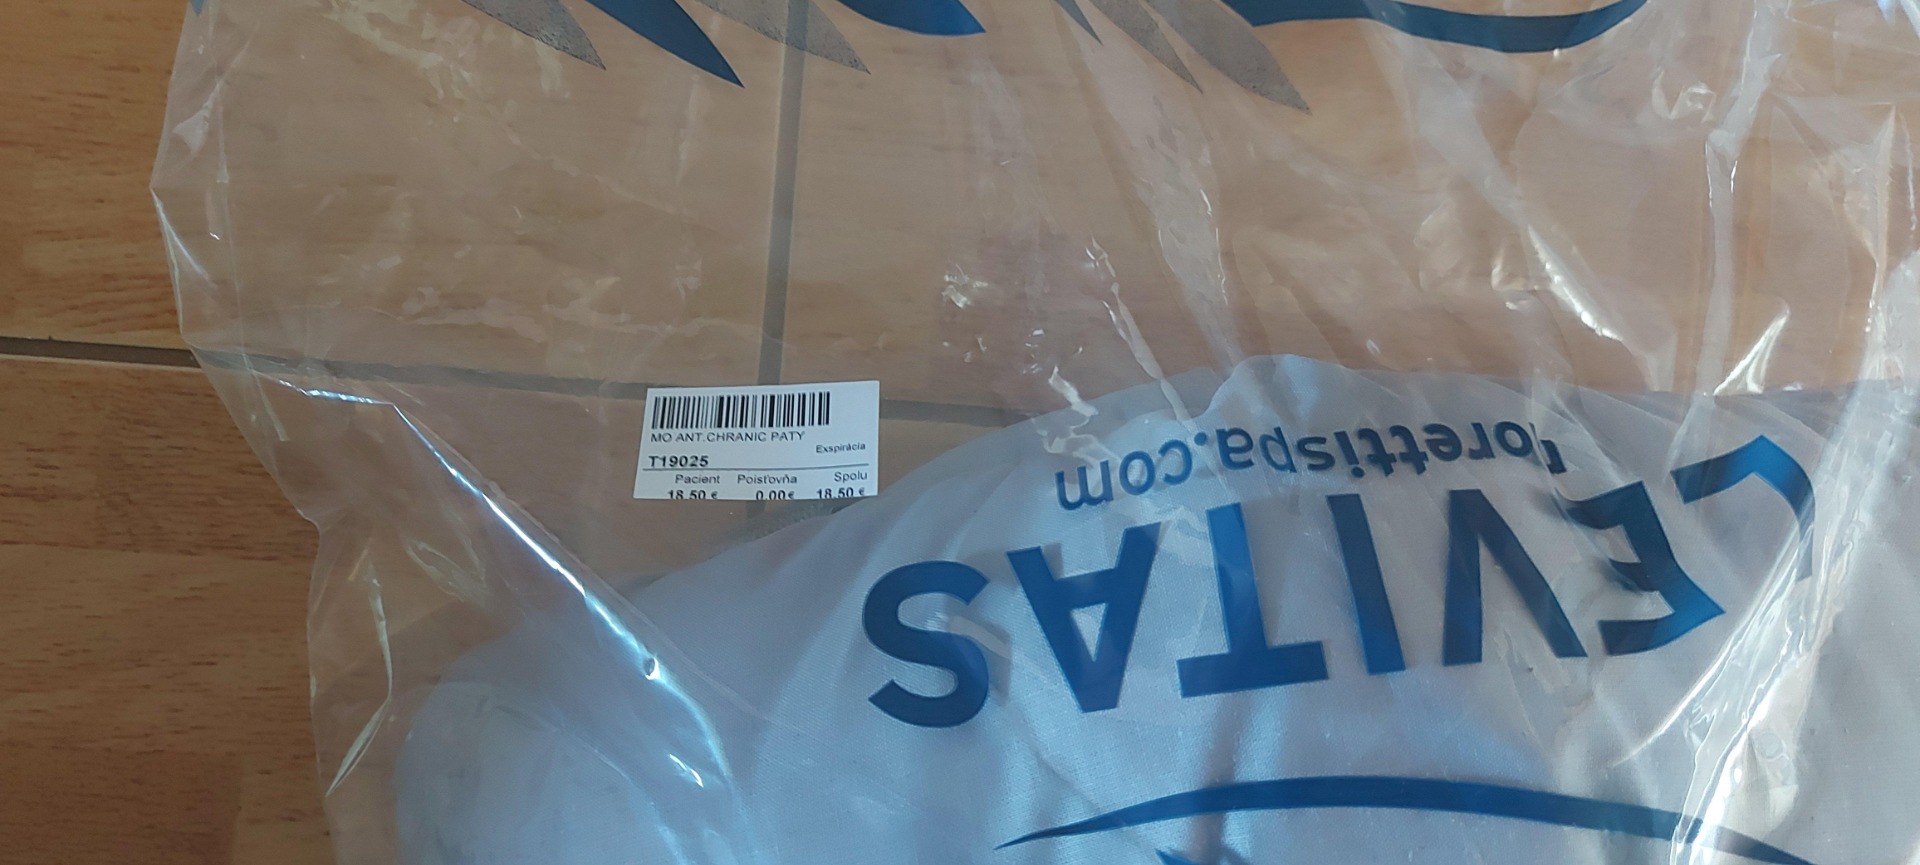 MO ANT.CHRANIC PATY
Exspirácia
T19025
Pacient Poisťovňa Spolu
18.50 € 0.00 € 18.50 €
LEVITAS
morettispa.com